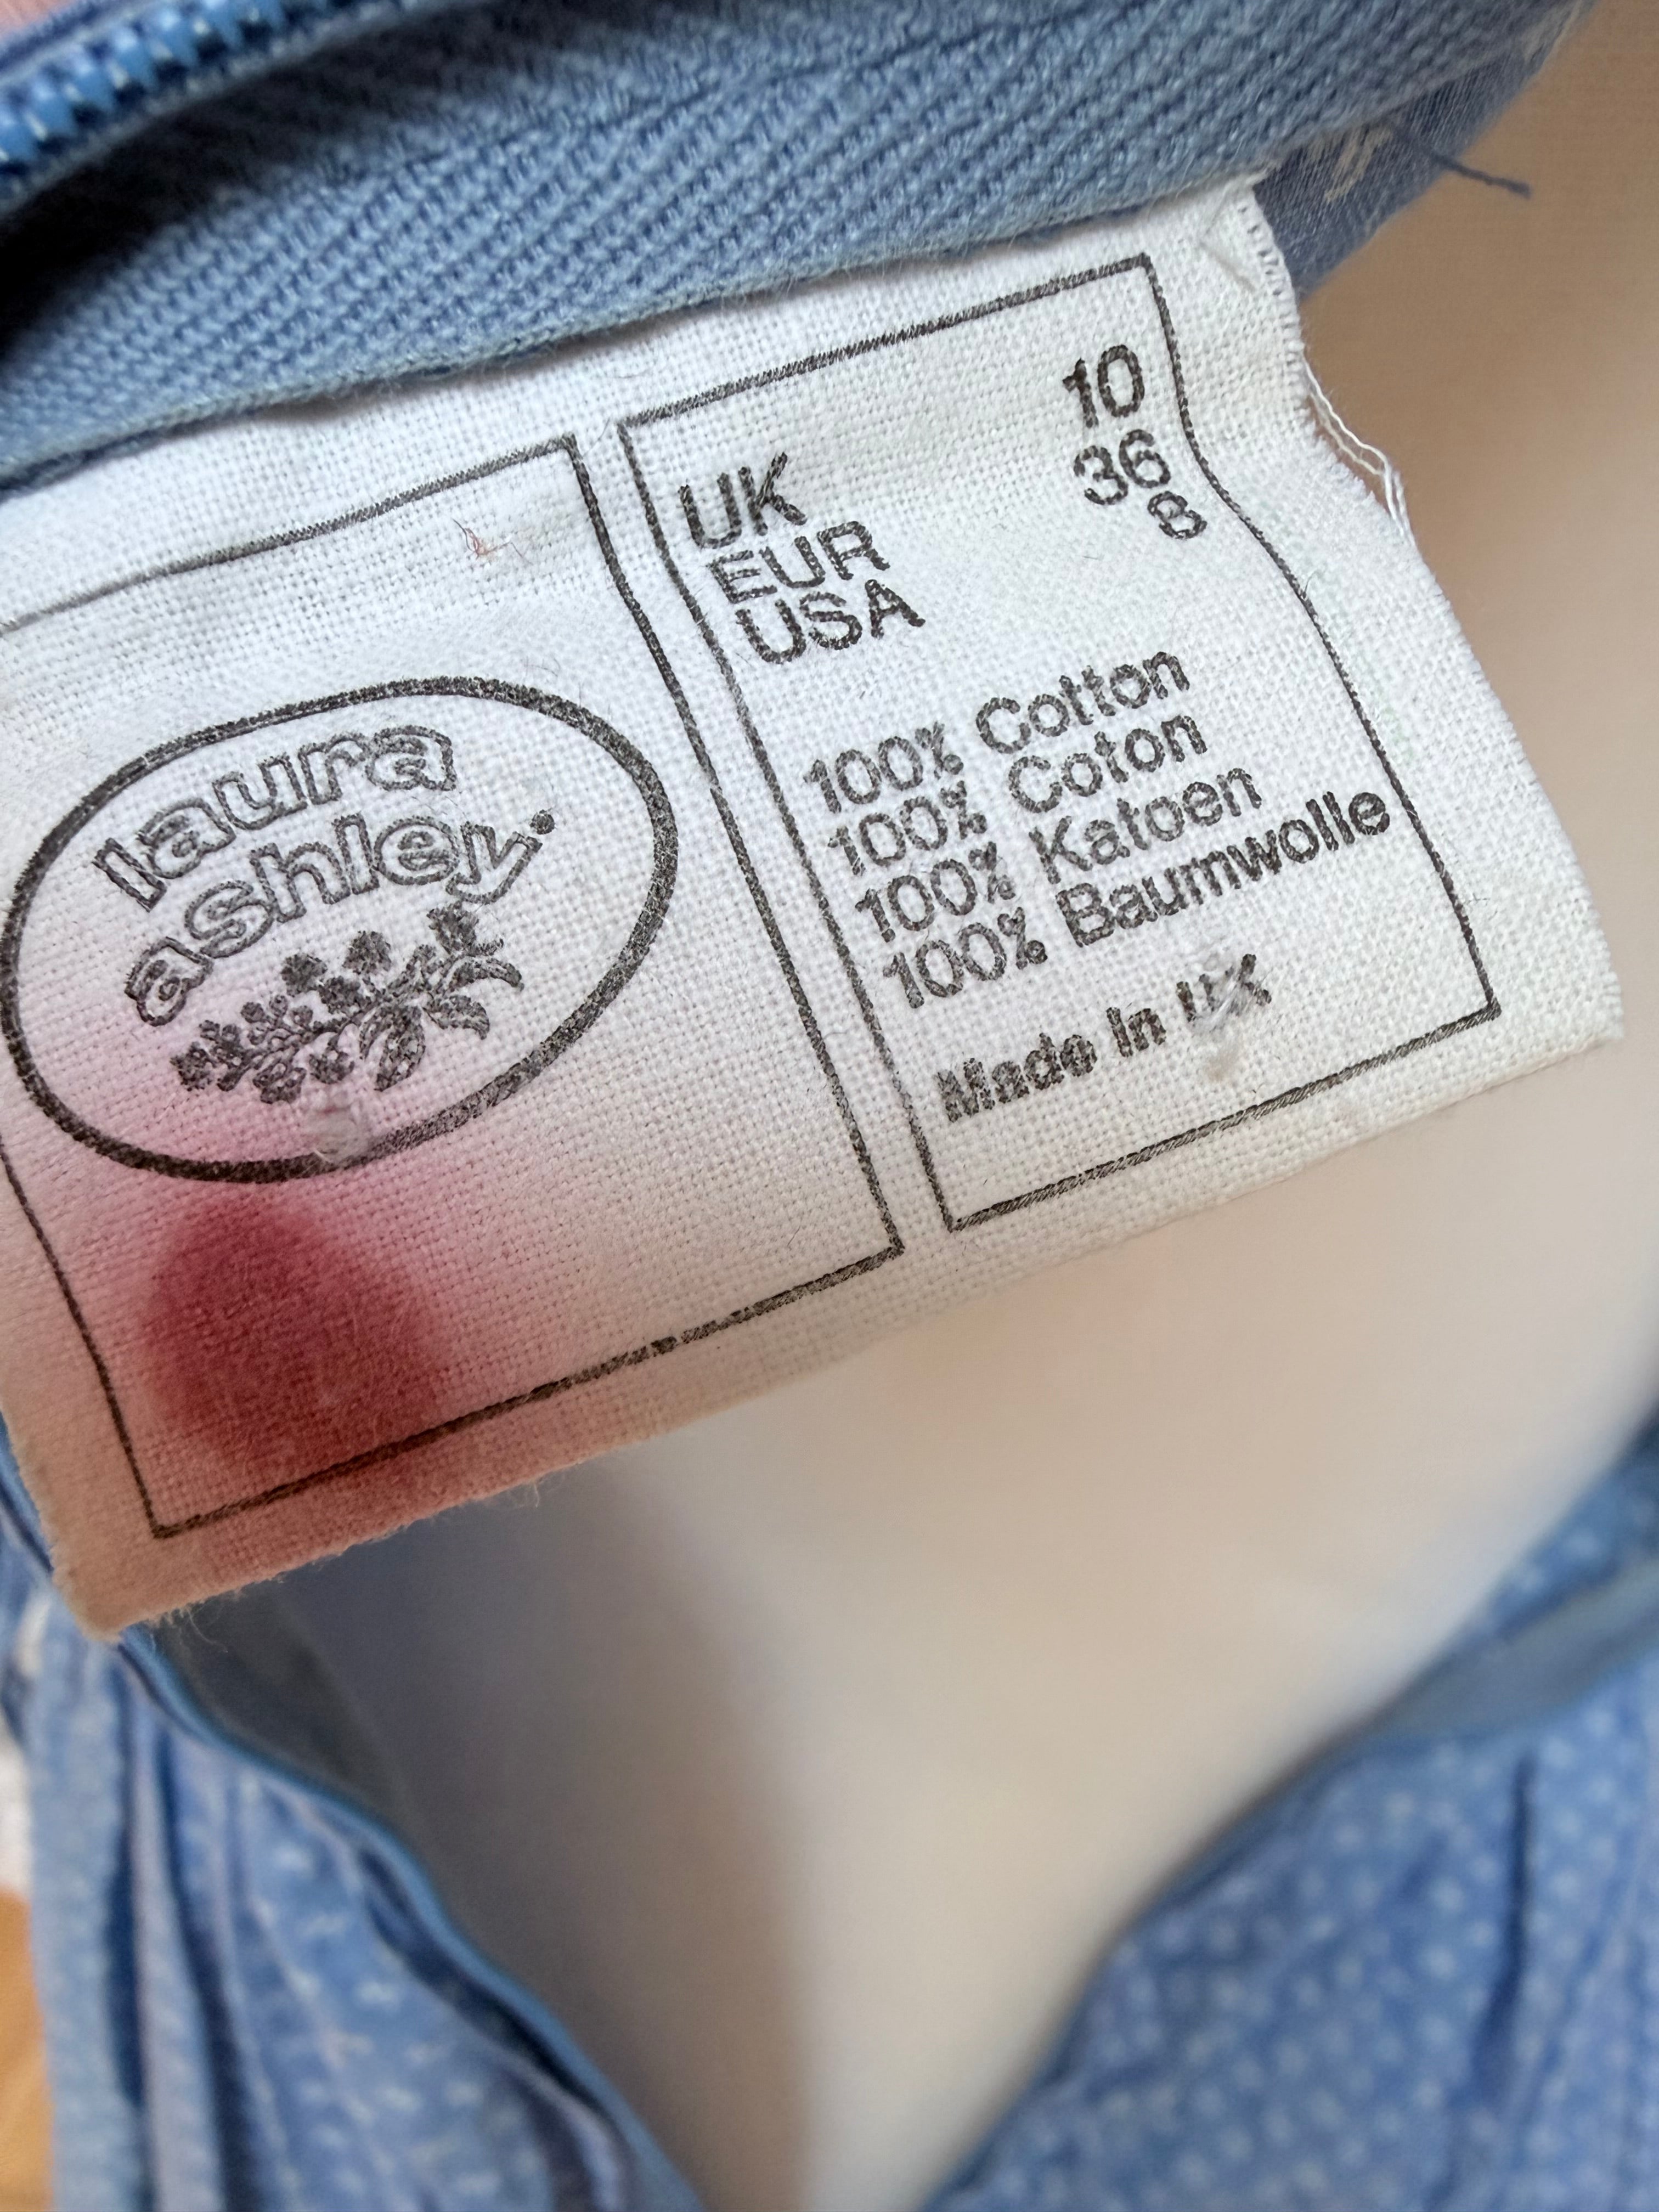 laura
ashley.
UK 10
EUR 36
USA 8
100% Cotton
100% Coton
100% Katoen
100% Baumwolle
Made In UK